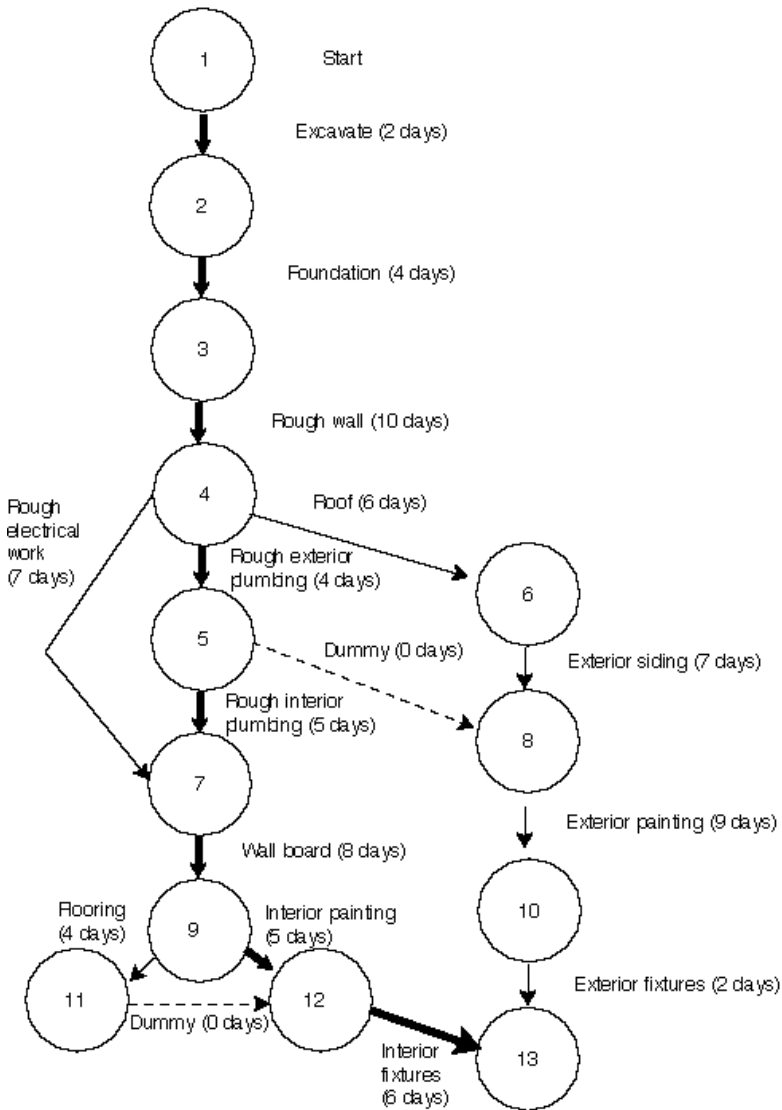 1
Start
Excavate (2 days)
2
Foundation (4 days)
3
Rough wall (10 days)
4
Roof (6 days)
Rough
electrical
work
(7 days)
Rough exterior
plumbing (4 days)
6
5
Dummy (0 days)
Exterior siding (7 days)
Rough interior
plumbing (5 days)
8
7
Exterior painting (9 days)
Wall board (8 days)
Flooring
(4 days)
Interior painting
(5 days)
9
10
11
12
Dummy (0 days)
Exterior fixtures (2 days)
Interior
fixtures
(6 days)
13